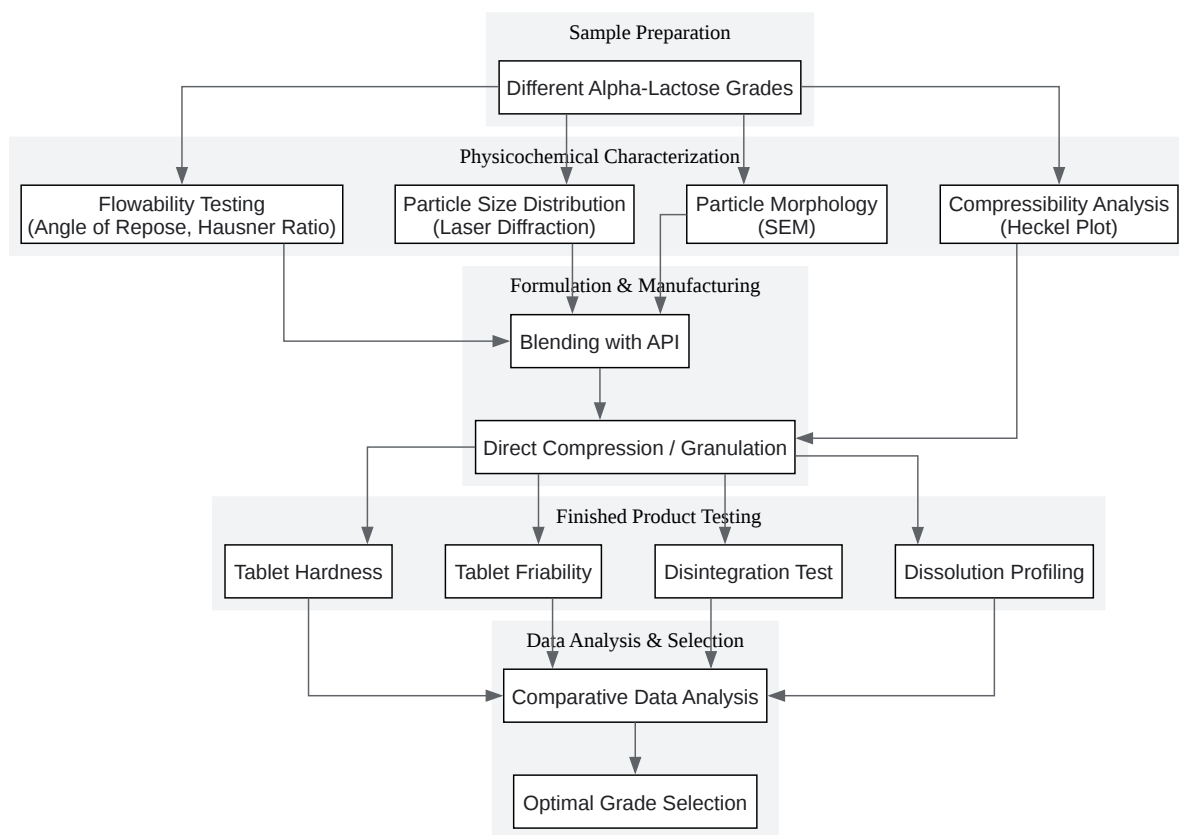 Sample Preparation
Different Alpha-Lactose Grades
Physicochemical Characterization
Flowability Testing
(Angle of Repose, Hausner Ratio)
Particle Size Distribution
(Laser Diffraction)
Particle Morphology
(SEM)
Compressibility Analysis
(Heckel Plot)
Formulation & Manufacturing
Blending with API
Direct Compression / Granulation
Finished Product Testing
Tablet Hardness
Tablet Friability
Disintegration Test
Dissolution Profiling
Data Analysis & Selection
Comparative Data Analysis
Optimal Grade Selection